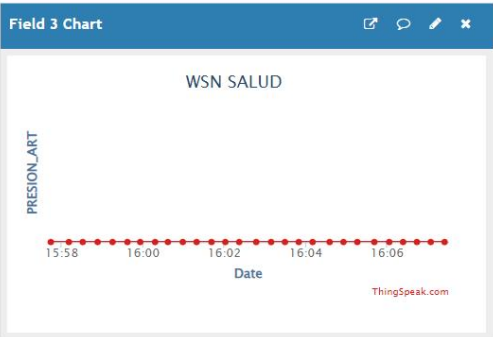 Field 3 Chart
WSN SALUD
PRESION_ART
15:58 16:00 16:02 16:04 16:06
Date
ThingSpeak.com